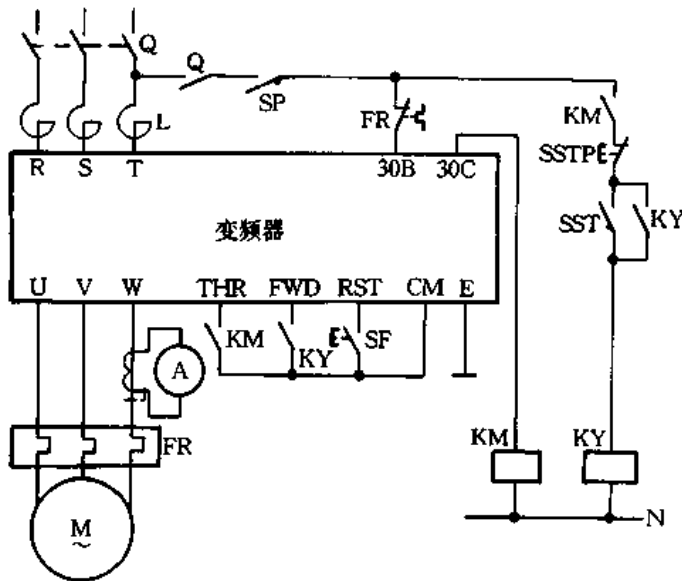 Q
Q
SP
L
FR
KM
SSTP
R S T 30B 30C
SST KY
变频器
U V W THR FWD RST CM E
KM KY SF
A
FR
KM KY
M
~
N